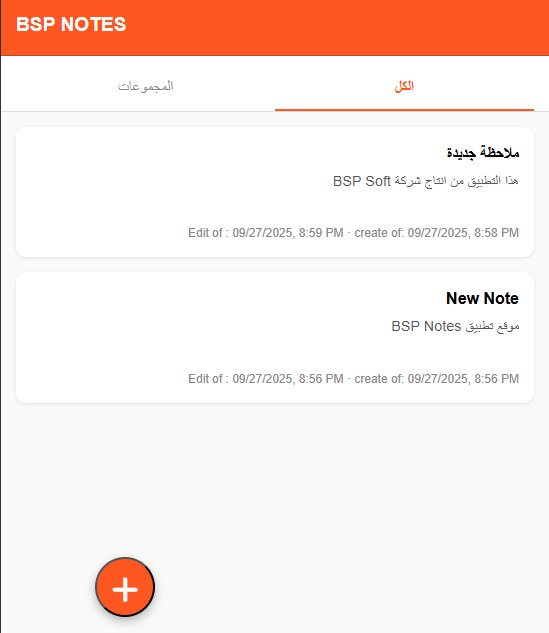 BSP NOTES
الكل
المجموعات
ملاحظة جديدة
هذا التطبيق من انتاج شركة BSP Soft
Edit of : 09/27/2025, 8:59 PM · create of: 09/27/2025, 8:58 PM
New Note
موقع تطبيق BSP Notes
Edit of : 09/27/2025, 8:56 PM · create of: 09/27/2025, 8:56 PM
+